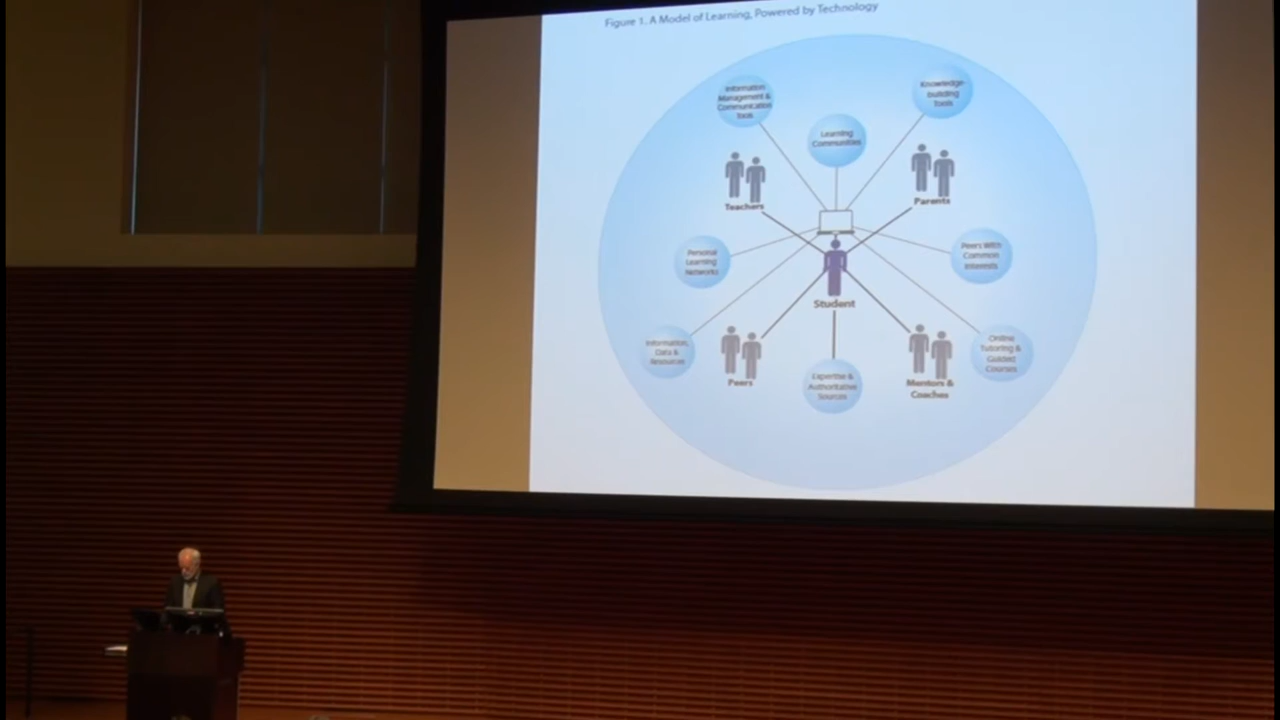 Figure 1. A Model of Learning, Powered by Technology
Information
Management &
Communication
Tools
Knowledge-
building
Tools
Learning
Communities
Teachers
Parents
Personal
Learning
Networks
Peers With
Common
Interests
Student
Information,
Data &
Resources
Peers
Expertise &
Authoritative
Sources
Mentors &
Coaches
Online
Tutoring &
Guided
Courses